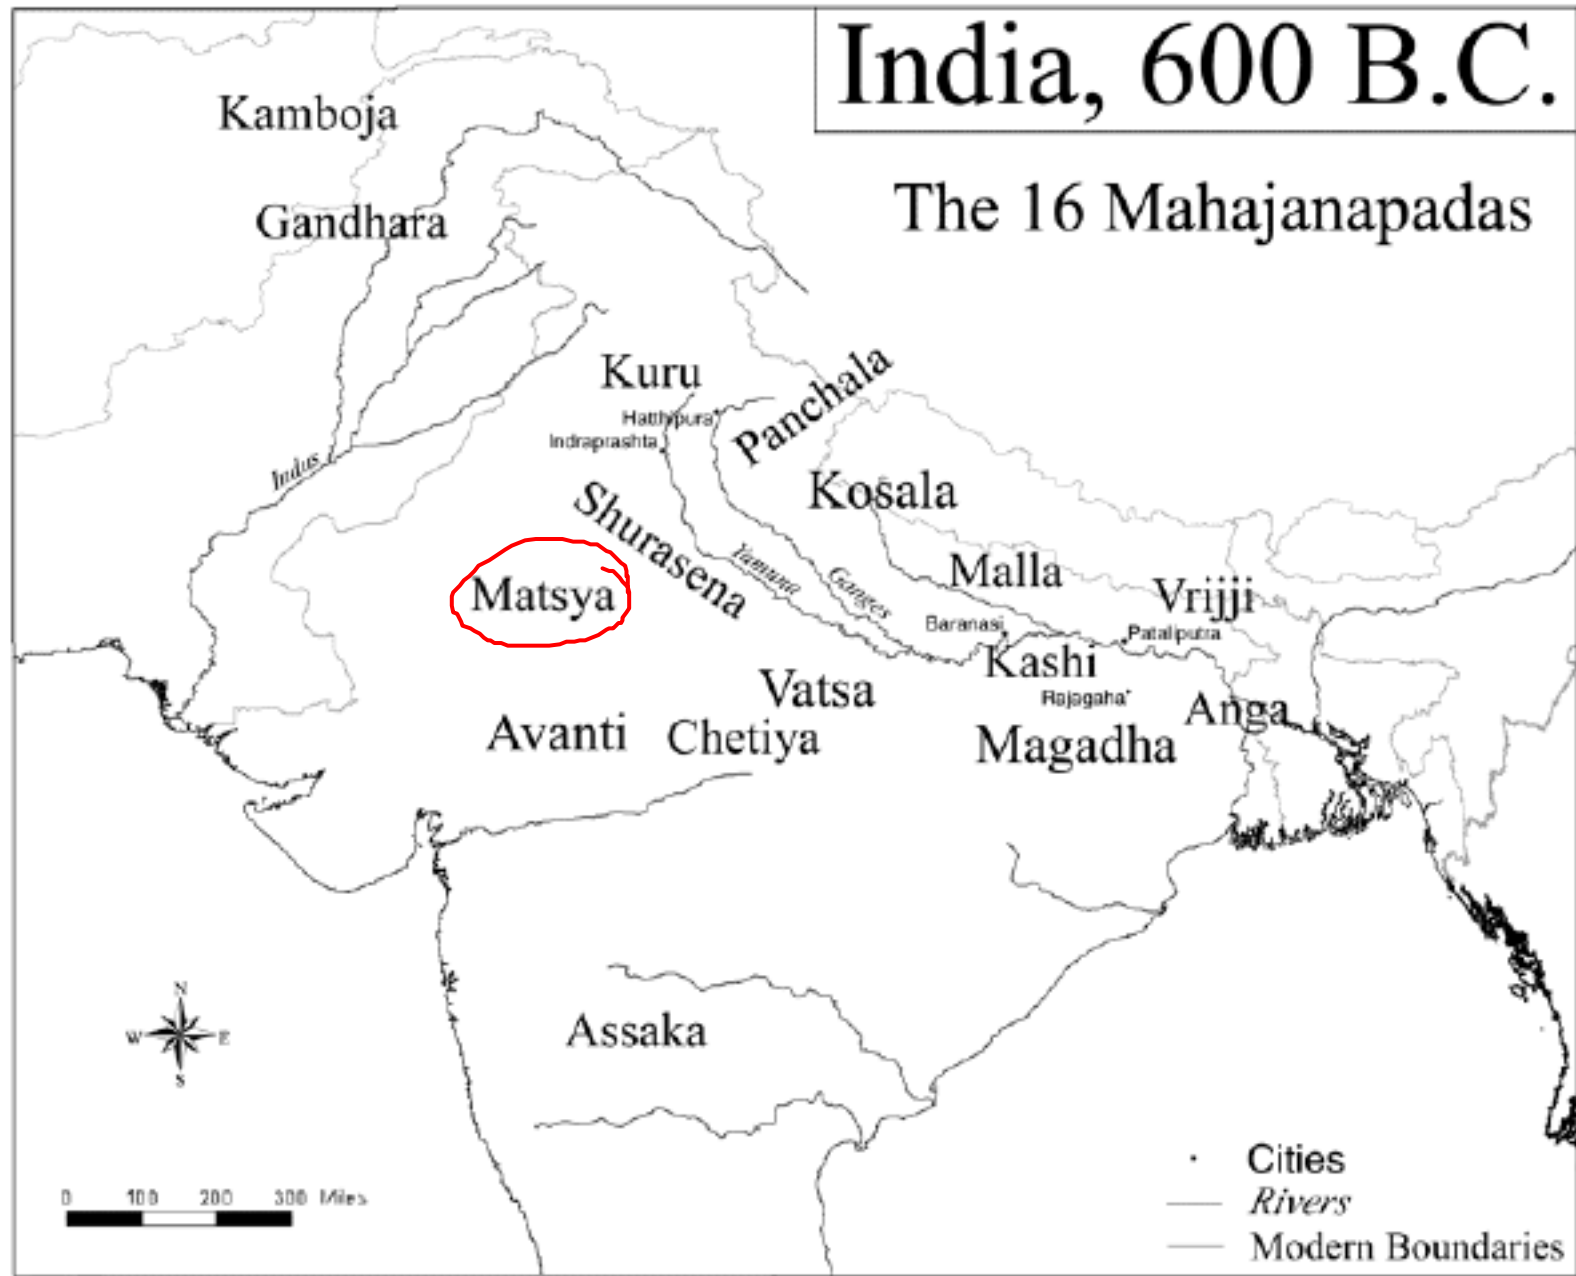 India, 600 B.C.
The 16 Mahajanapadas
Kamboja
Gandhara
Kuru
Panchala
Hatthipura
Indraprashta
Indus
Kosala
Shurasena
Yamuna
Ganges
Matsya
Malla
Vrijji
Baranasi
Pataliputra
Kashi
Vatsa
Rajagaha
Anga
Avanti
Chetiya
Magadha
Assaka
N
W E
S
0 100 200 300 Miles
Cities
Rivers
Modern Boundaries